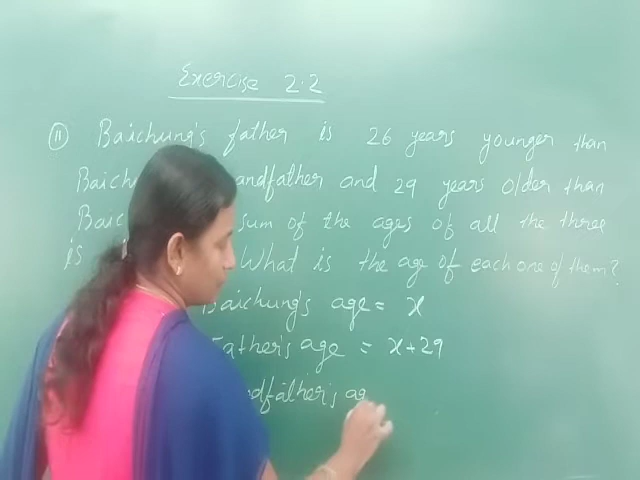 Exercise 2.2
11 Baichung's father is 26 years younger than
Baich andfather and 29 years older than
Baic sum of the ages of all the three
is What is the age of each one of them?
Baichung's age = x
Father's age = x+29
ndfather's ag